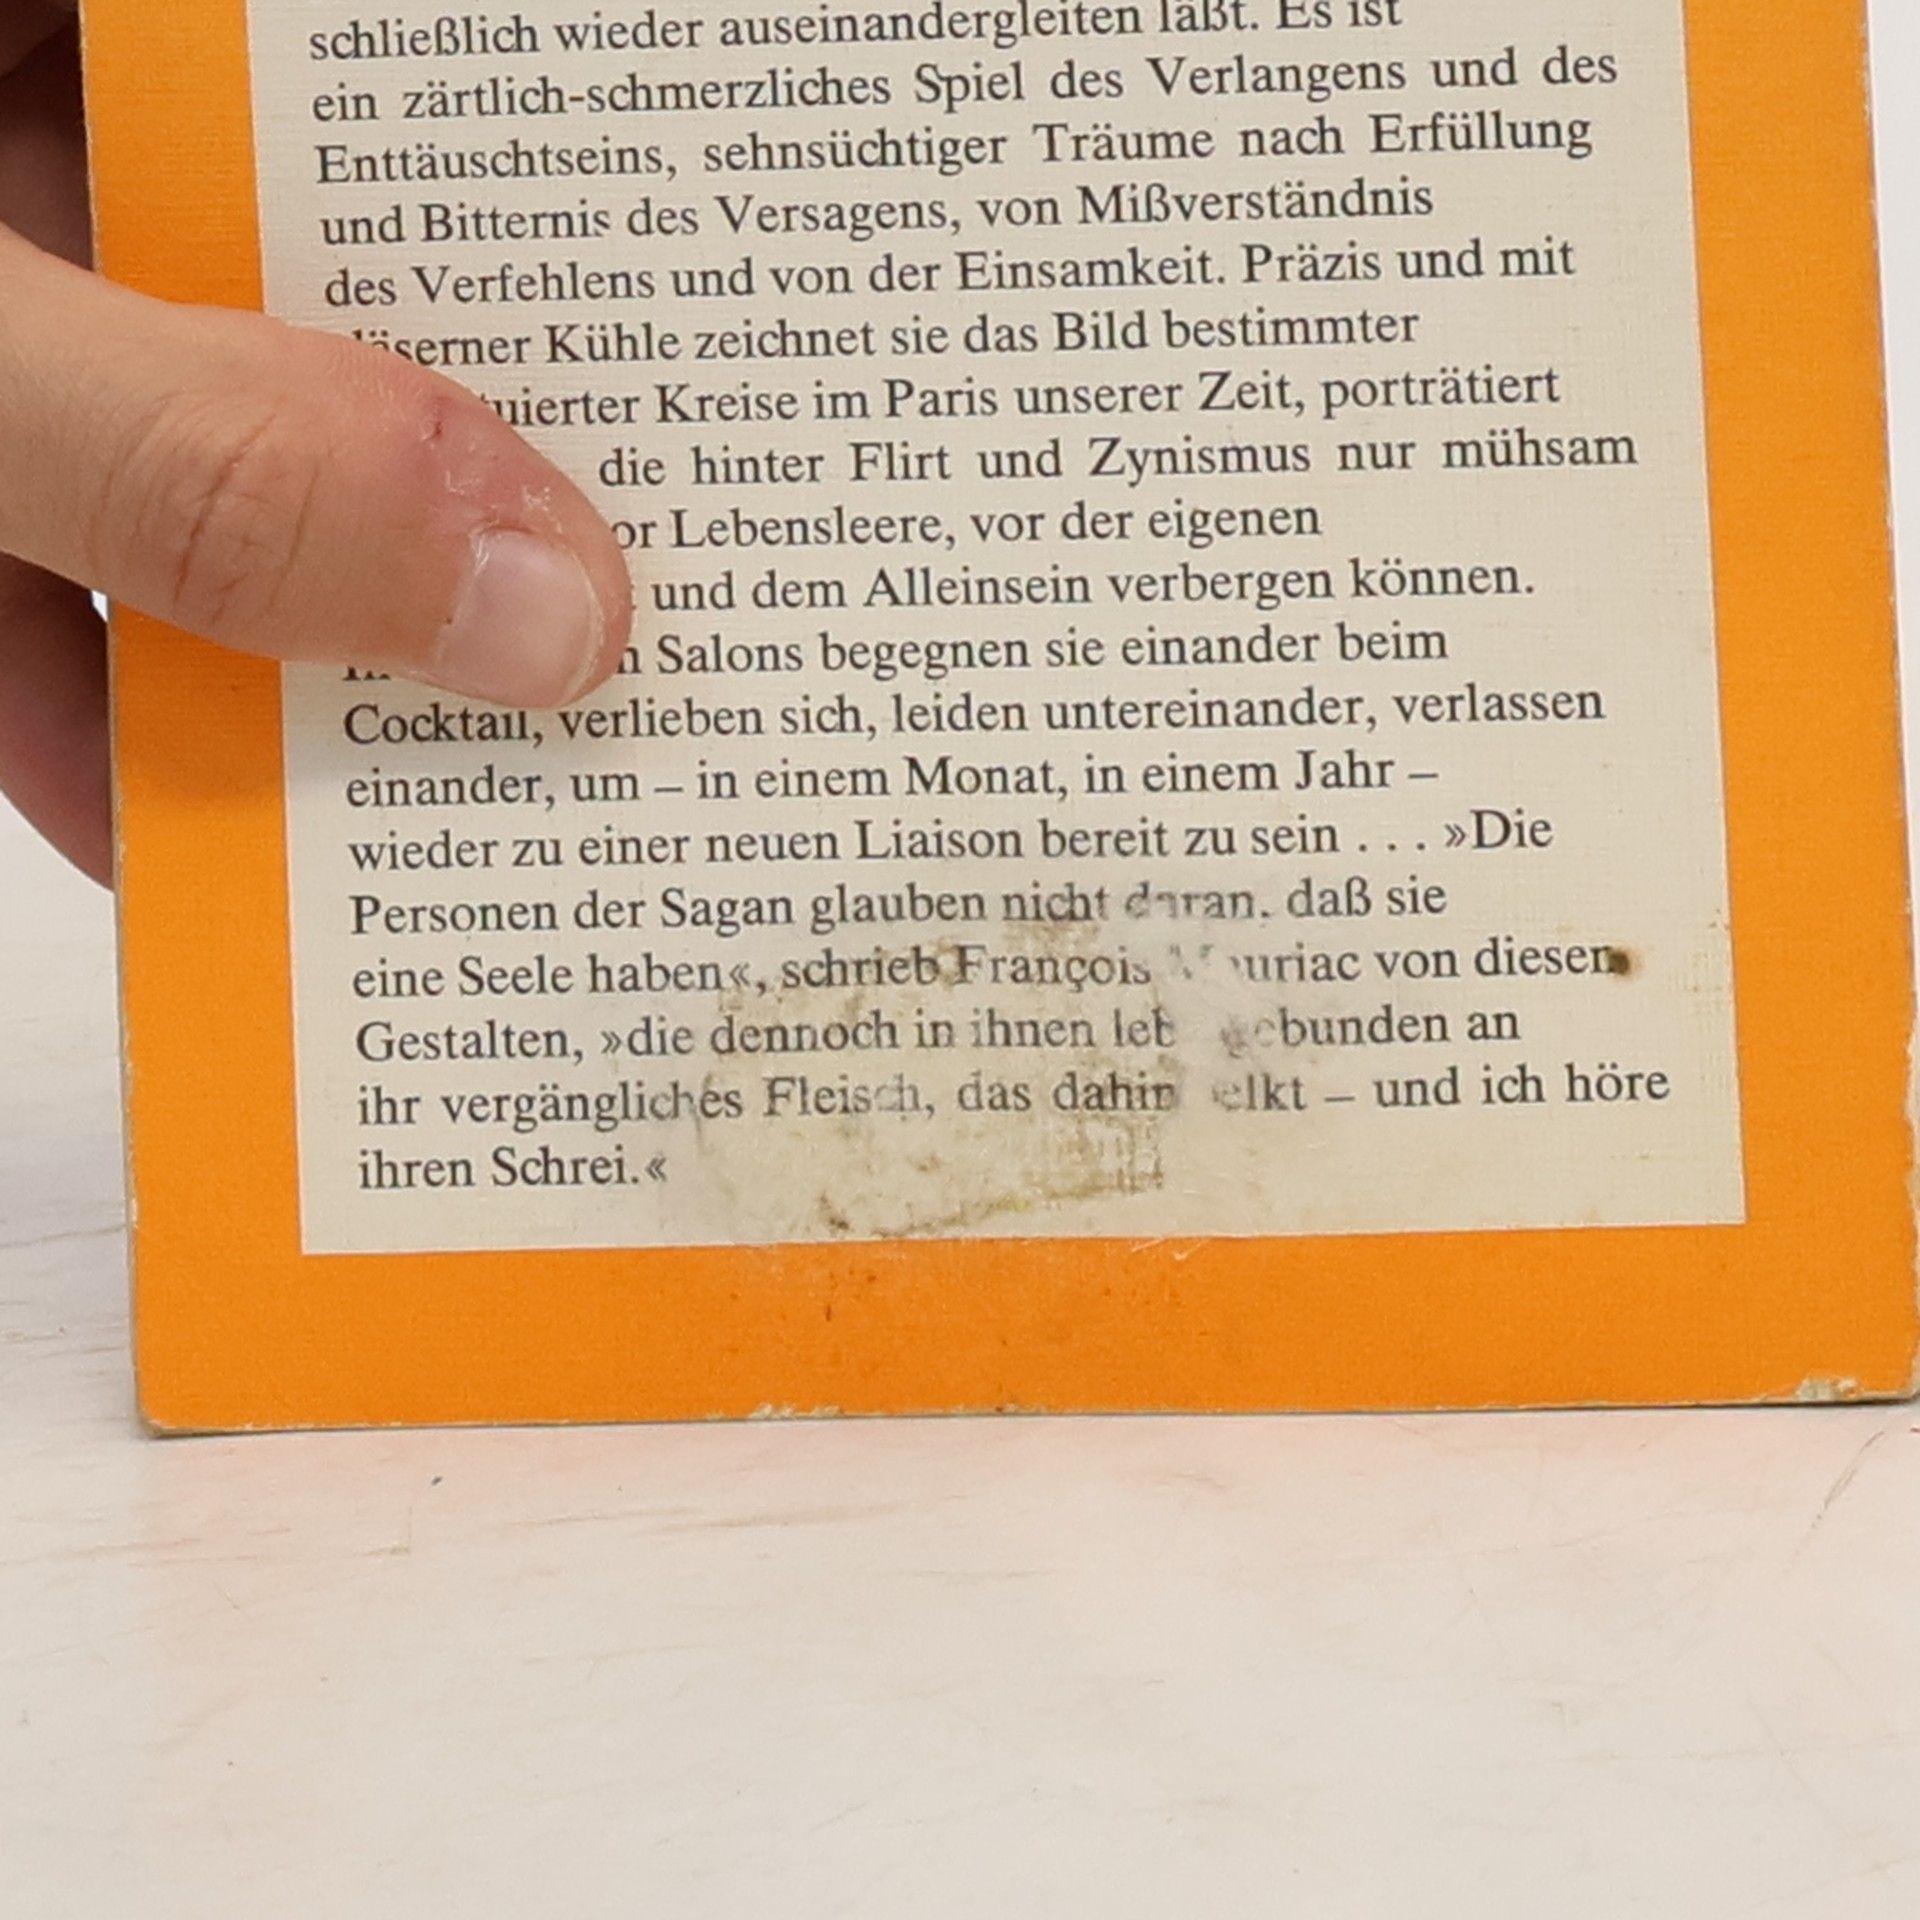 schließlich wieder auseinandergleiten läßt. Es ist
ein zärtlich-schmerzliches Spiel des Verlangens und des
Enttäuschtseins, sehnsüchtiger Träume nach Erfüllung
und Bitternis des Versagens, von Mißverständnis
des Verfehlens und von der Einsamkeit. Präzis und mit
Kühle zeichnet sie das Bild bestimmter
Kreise im Paris unserer Zeit, porträtiert
die hinter Flirt und Zynismus nur mühsam
Lebensleere, vor der eigenen
und dem Alleinsein verbergen können.
Salons begegnen sie einander beim
Cocktail, verlieben sich, leiden untereinander, verlassen
einander, um – in einem Monat, in einem Jahr –
wieder zu einer neuen Liaison bereit zu sein . . . »Die
Personen der Sagan glauben nicht daran, daß sie
eine Seele haben«, schrieb François von diesen
Gestalten, »die dennoch in ihnen an
ihr vergängliches Fleisch, das – und ich höre
ihren Schrei.«